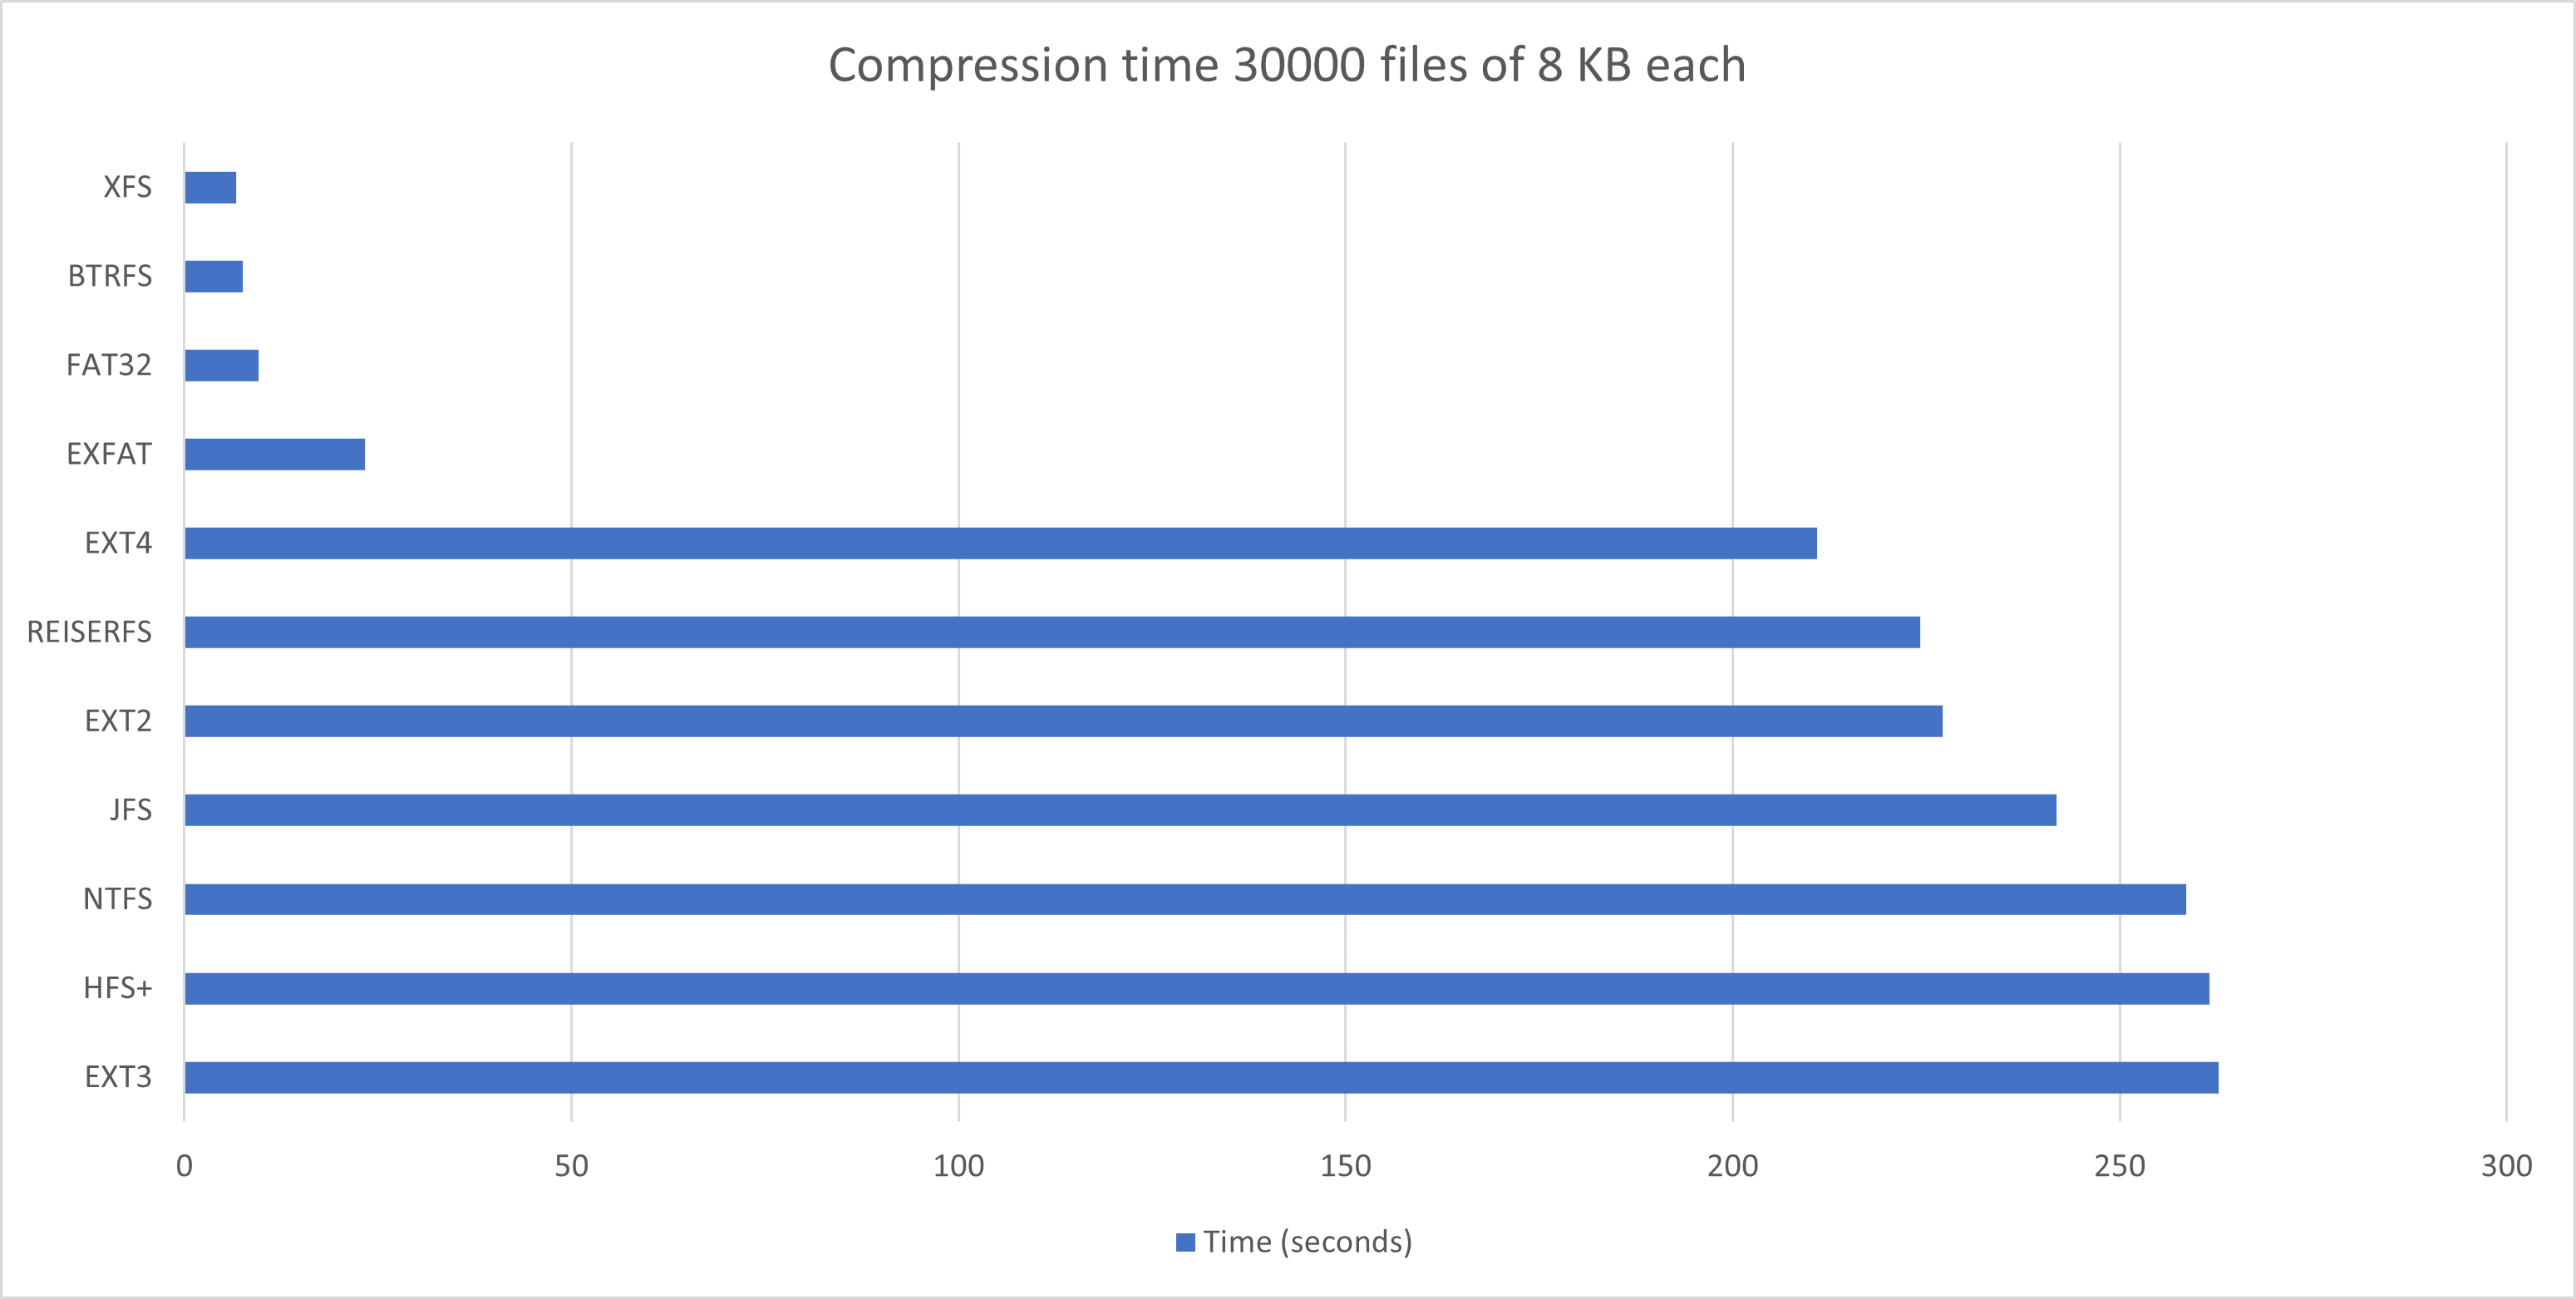 Compression time 30000 files of 8 KB each
XFS
BTRFS
FAT32
EXFAT
EXT4
REISERFS
EXT2
JFS
NTFS
HFS+
EXT3
0 50 100 150 200 250 300
Time (seconds)